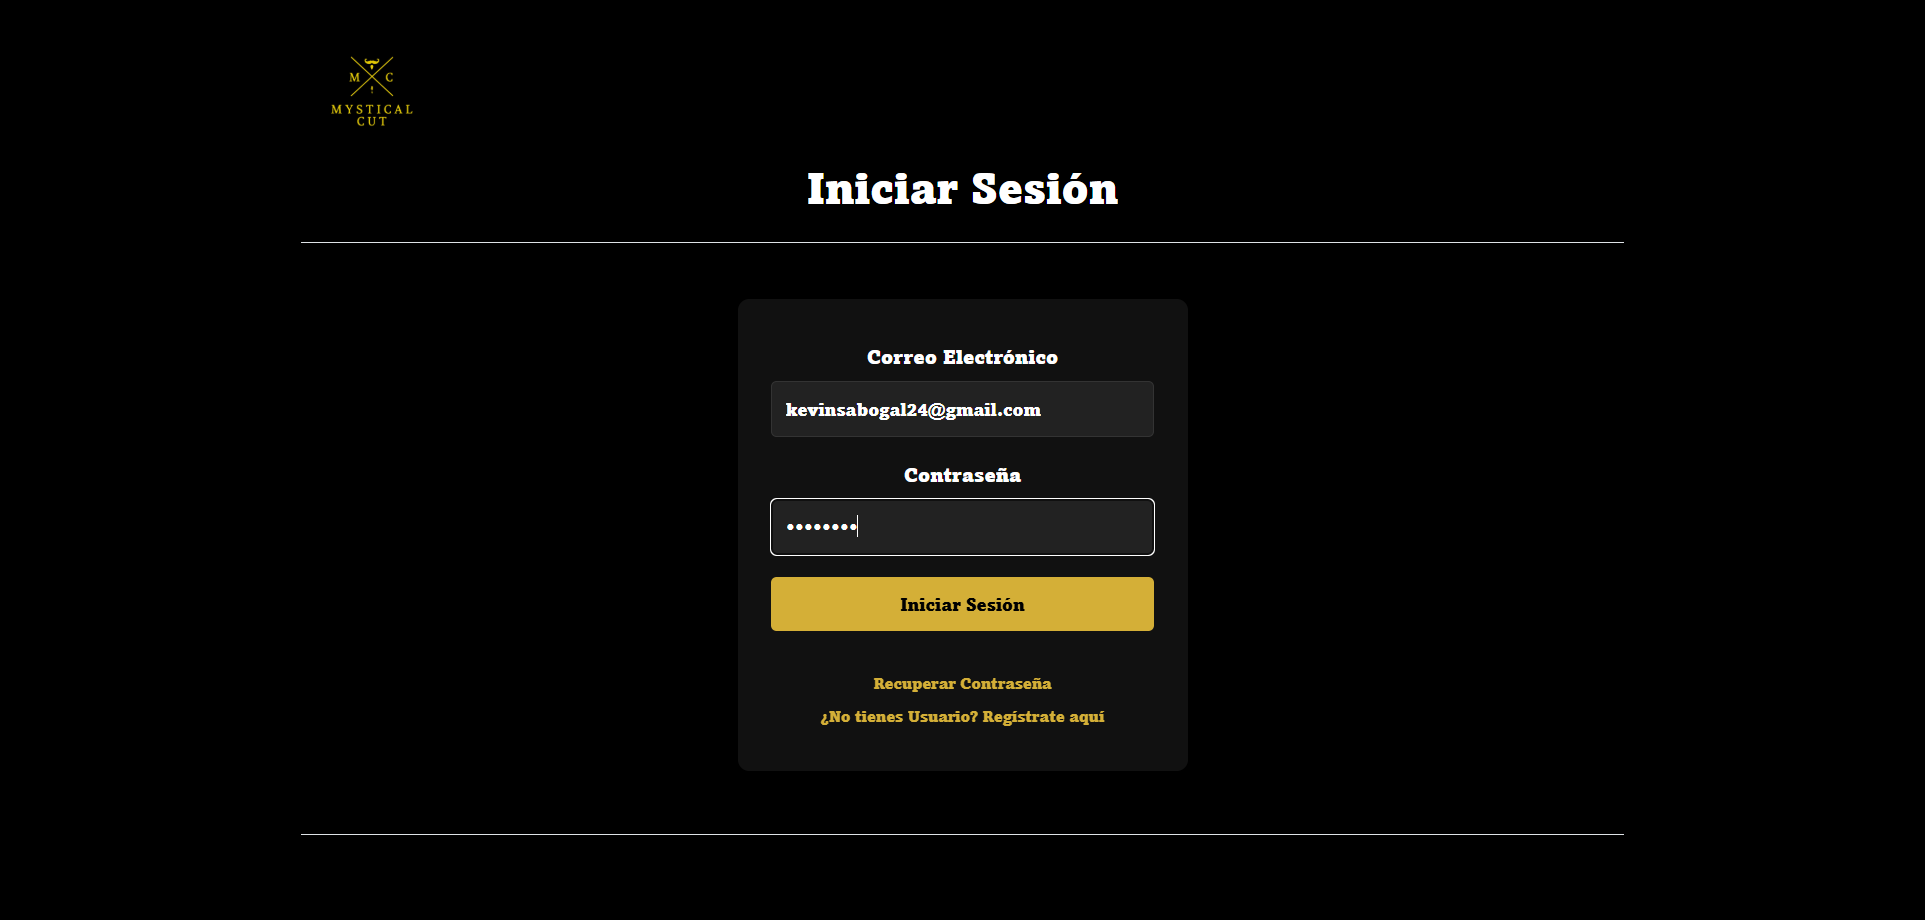 M C
MYSTICAL
CUT
Iniciar Sesión
Correo Electrónico
kevinsabogal24@gmail.com
Contraseña
••••••••
Iniciar Sesión
Recuperar Contraseña
¿No tienes Usuario? Regístrate aquí